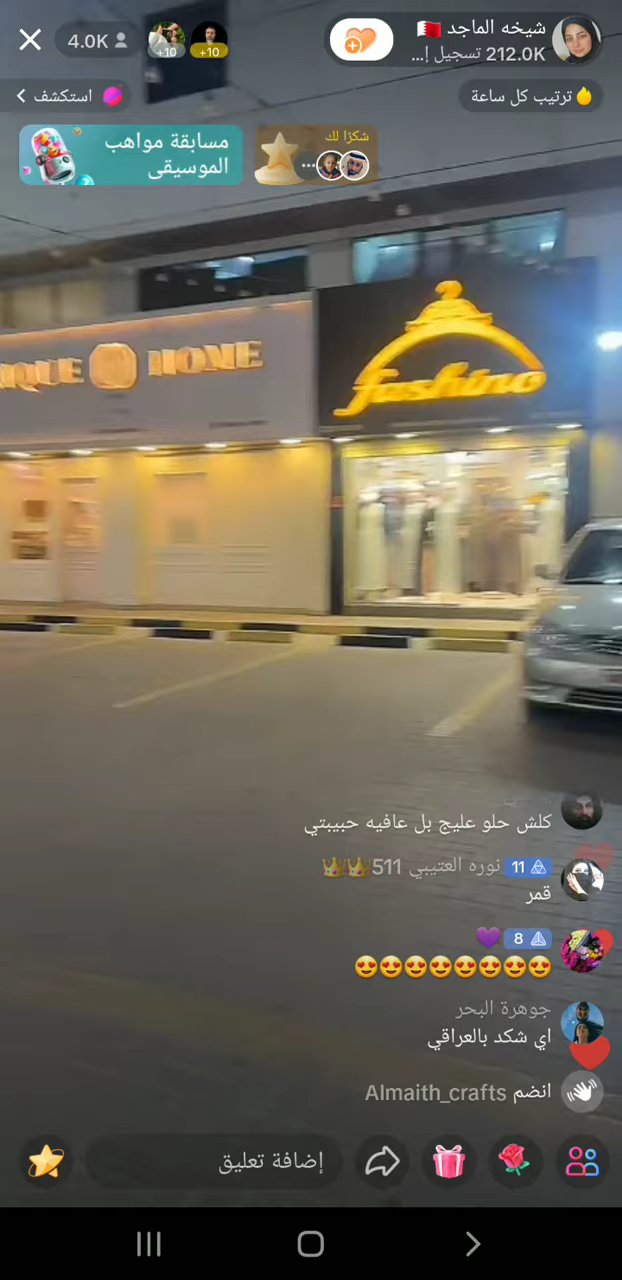 شيخه الماجد 🇧🇭
212.0K تسجيل إ...
4.0K
+10
+10
ترتيب كل ساعة
استكشف
شكرًا لك
مسابقة مواهب
الموسيقى
HOME
fashino
كلش حلو عليج بل عافيه حبيبتي
11 نوره العتيبي 511👑👑
قمر
8 💜
😍😍😍😍😍😍😍😍
جوهرة البحر
اي شكد بالعراقي
Almaith_crafts انضم
إضافة تعليق